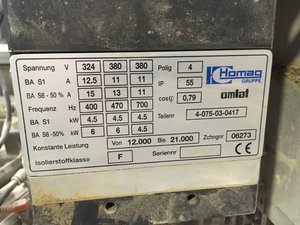 Spannung V 324 380 380 Polig 4
BA S1 A 12.5 11 11 IP 55
BA S6 - 50 % A 15 13 11 cosφ 0,79
Frequenz Hz 400 470 700 Teilenr 4-075-03-0417
BA S1 kW 4.5 4.5 4.5
BA S6 -50% kW 6 6 4.5
Konstante Leistung Von 12.000 bis 21.000 Zchngnr 06273
Isolierstoffklasse F Seriennr
Homag
GRUPPE
omlat
CE